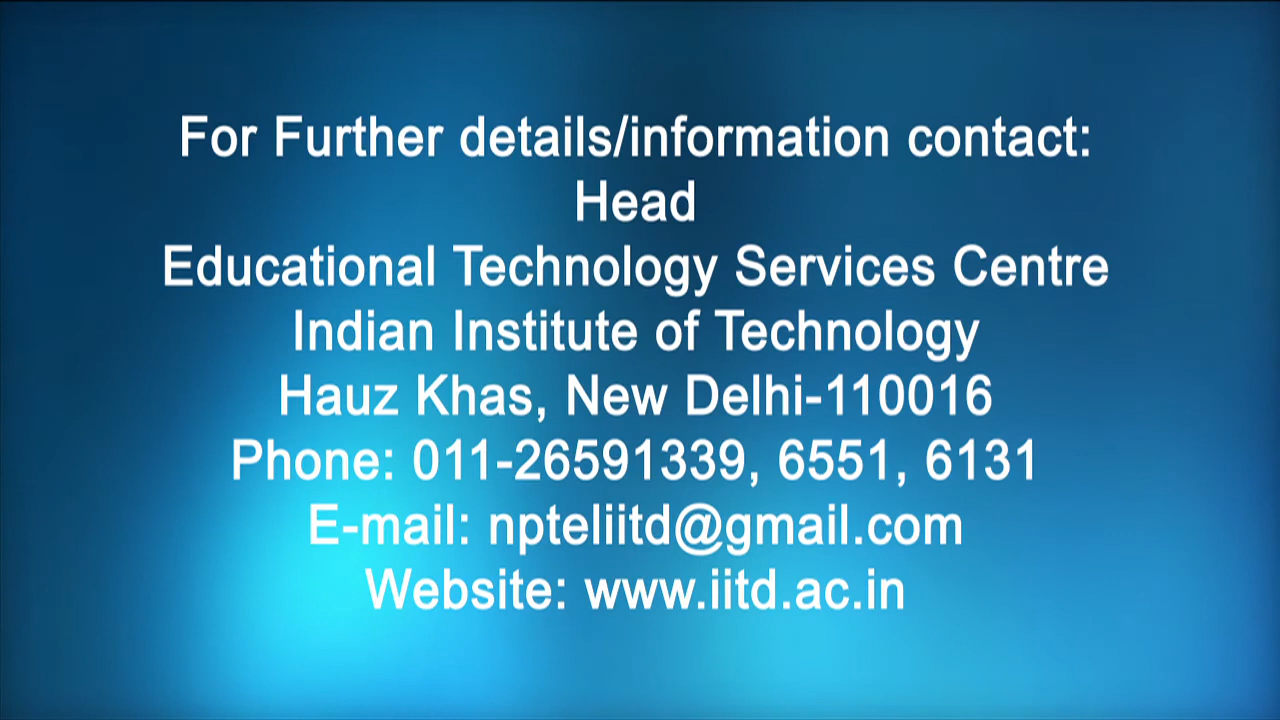 For Further details/information contact:
Head
Educational Technology Services Centre
Indian Institute of Technology
Hauz Khas, New Delhi-110016
Phone: 011-26591339, 6551, 6131
E-mail: npteliitd@gmail.com
Website: www.iitd.ac.in